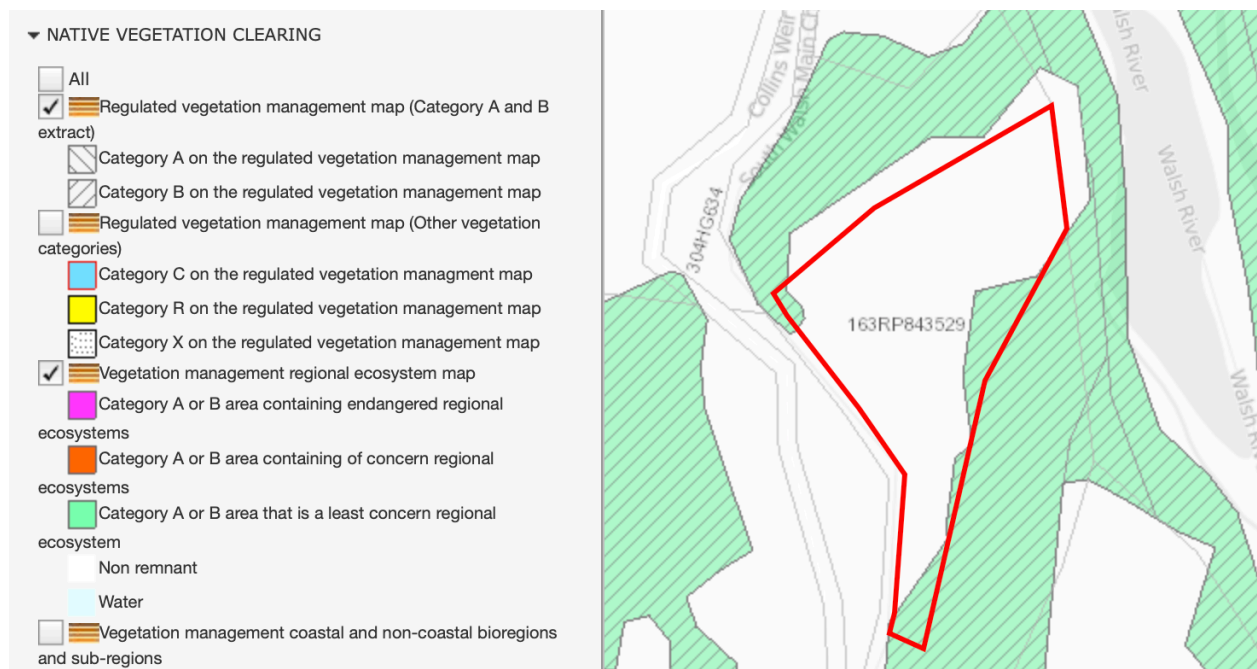 NATIVE VEGETATION CLEARING
All
Regulated vegetation management map (Category A and B
extract)
Category A on the regulated vegetation management map
Category B on the regulated vegetation management map
Regulated vegetation management map (Other vegetation
categories)
Category C on the regulated vegetation managment map
Category R on the regulated vegetation management map
Category X on the regulated vegetation management map
Vegetation management regional ecosystem map
Category A or B area containing endangered regional
ecosystems
Category A or B area containing of concern regional
ecosystems
Category A or B area that is a least concern regional
ecosystem
Non remnant
Water
Vegetation management coastal and non-coastal bioregions
and sub-regions
Collins Weir
South Walsh Main
304HG634
163RP843529
River
Walsh River
Walsh